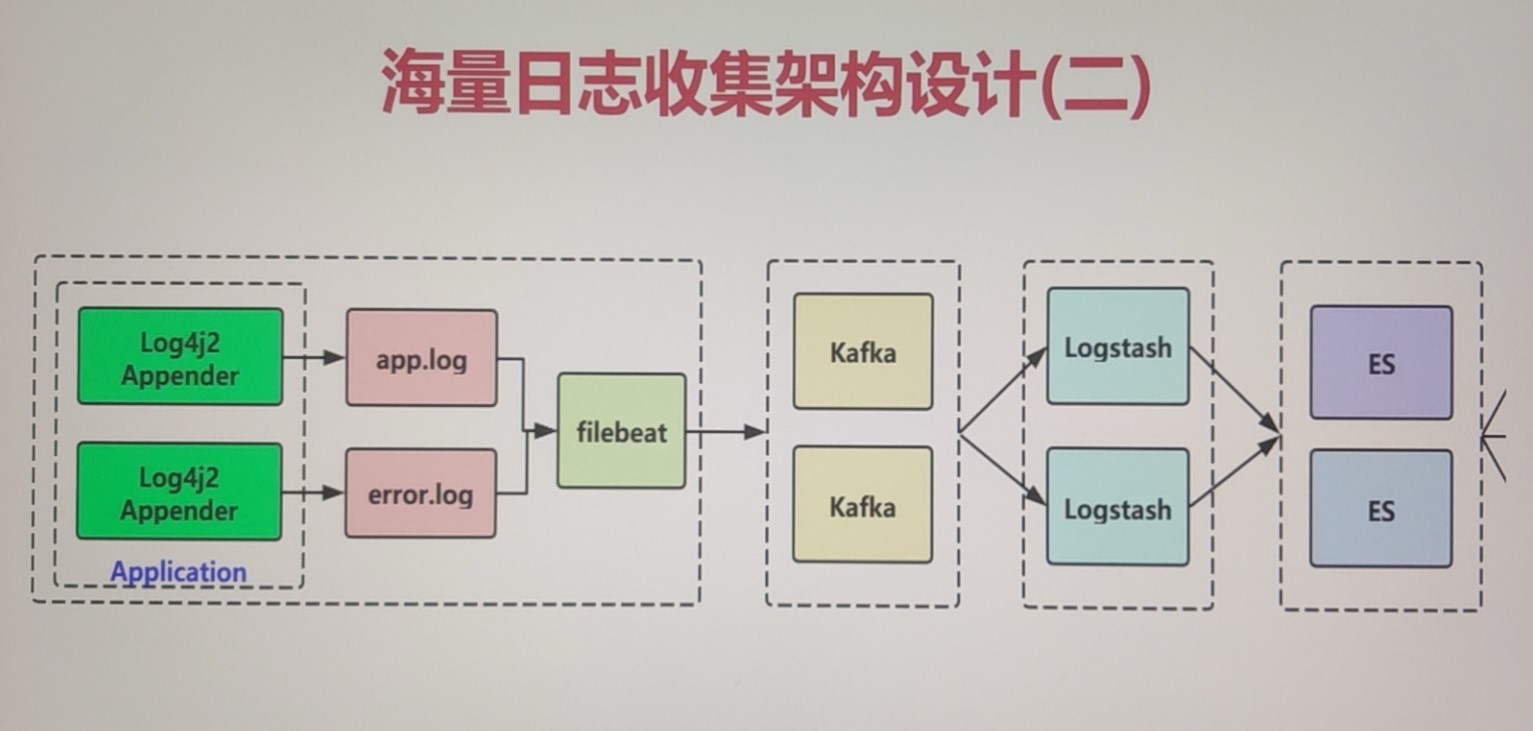 海量日志收集架构设计(二)
Log4j2
Appender
app.log
Log4j2
Appender
error.log
Application
filebeat
Kafka
Kafka
Logstash
Logstash
ES
ES